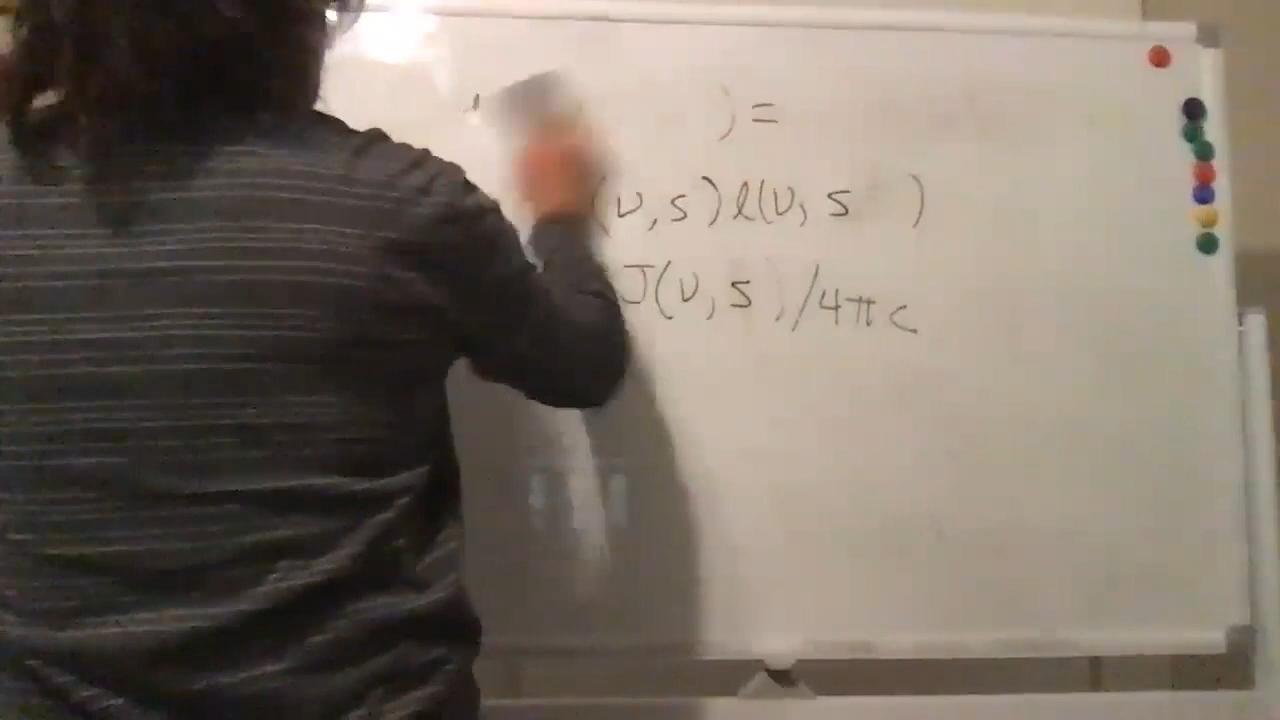 ) =
(ν, s) l(ν, s )
J(ν, s )/4πc